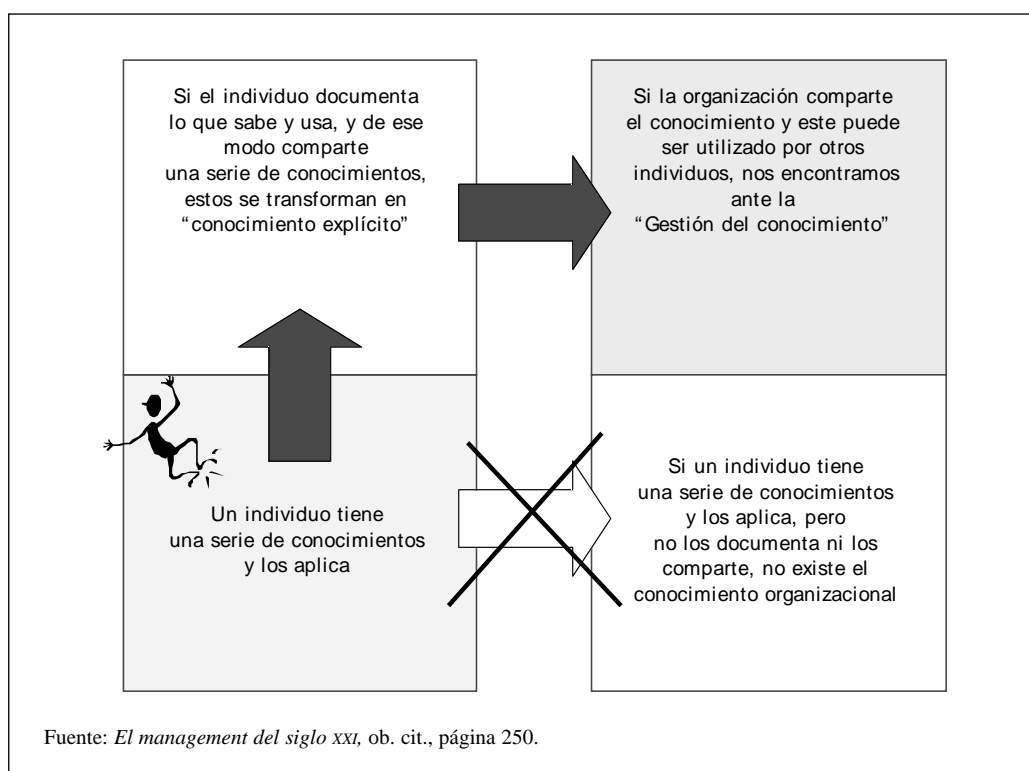 Si el individuo documenta
lo que sabe y usa, y de ese
modo comparte
una serie de conocimientos,
estos se transforman en
“conocimiento explícito”
Si la organización comparte
el conocimiento y este puede
ser utilizado por otros
individuos, nos encontramos
ante la
“Gestión del conocimiento”
Un individuo tiene
una serie de conocimientos
y los aplica
Si un individuo tiene
una serie de conocimientos
y los aplica, pero
no los documenta ni los
comparte, no existe el
conocimiento organizacional
Fuente: El management del siglo XXI, ob. cit., página 250.